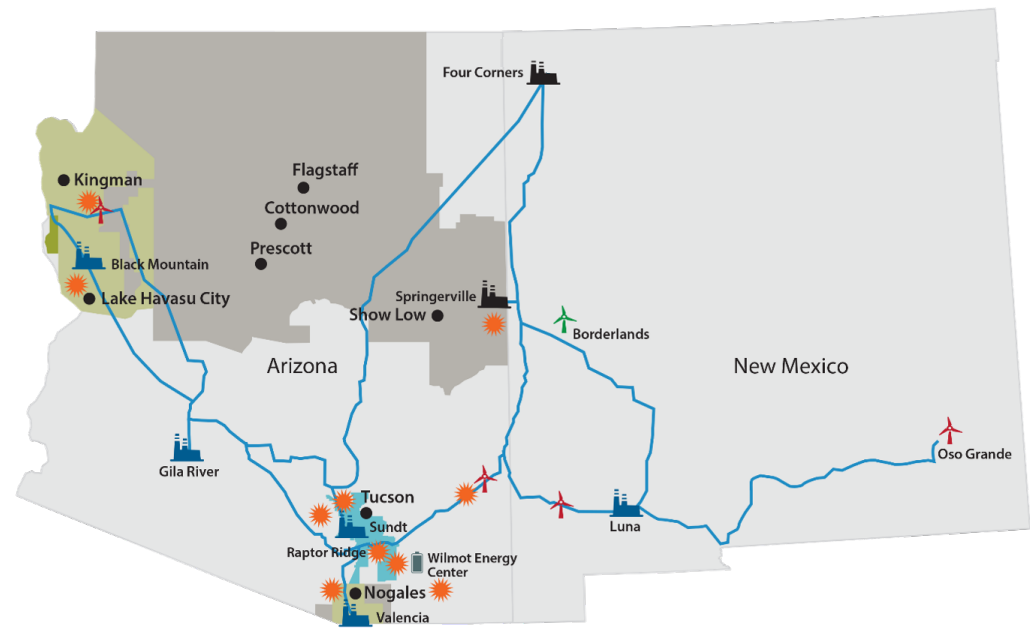 Four Corners
Kingman
Flagstaff
Cottonwood
Prescott
Black Mountain
Lake Havasu City
Springerville
Show Low
Borderlands
Arizona
New Mexico
Oso Grande
Gila River
Tucson
Sundt
Luna
Raptor Ridge
Wilmot Energy
Center
Nogales
Valencia